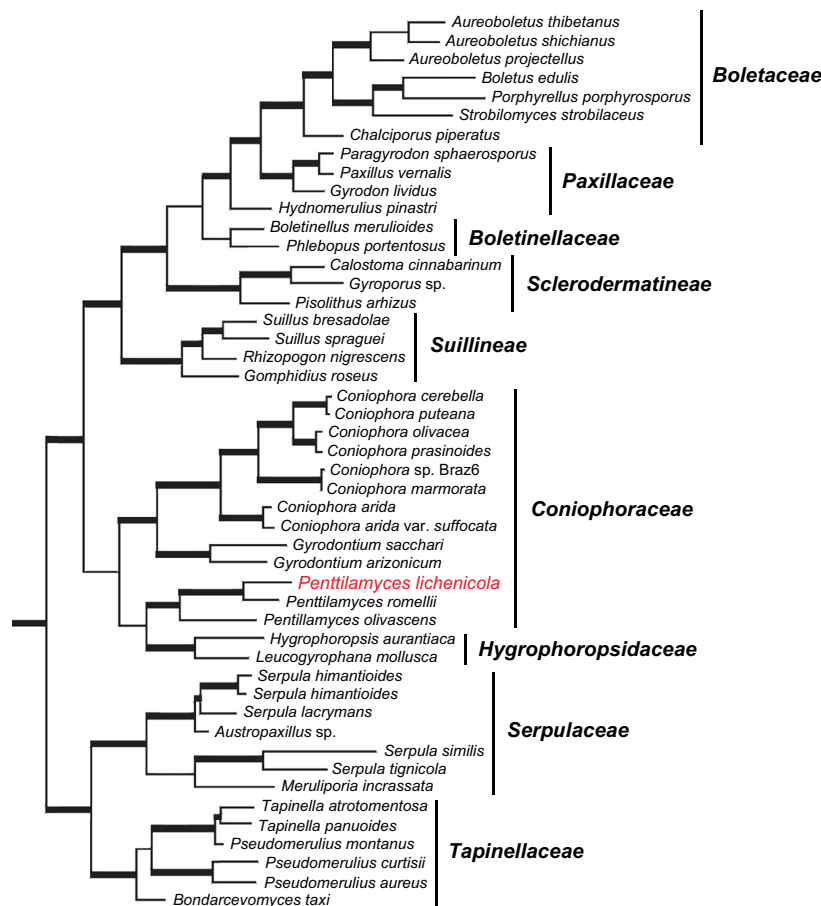 Aureoboletus thibetanus
Aureoboletus shichianus
Aureoboletus projectellus
Boletus edulis
Porphyrellus porphyrosporus
Strobilomyces strobilaceus
Chalciporus piperatus
Boletaceae
Paragyrodon sphaerosporus
Paxillus vernalis
Gyrodon lividus
Hydnomerulius pinastri
Paxillaceae
Boletinellus merulioides
Phlebopus portentosus
Boletinellaceae
Calostoma cinnabarinum
Gyroporus sp.
Pisolithus arhizus
Sclerodermatineae
Suillus bresadolae
Suillus spraguei
Rhizopogon nigrescens
Gomphidius roseus
Suillineae
Coniophora cerebella
Coniophora puteana
Coniophora olivacea
Coniophora prasinoides
Coniophora sp. Braz6
Coniophora marmorata
Coniophora arida
Coniophora arida var. suffocata
Gyrodontium sacchari
Gyrodontium arizonicum
Penttilamyces lichenicola
Penttilamyces romellii
Pentillamyces olivascens
Coniophoraceae
Hygrophoropsis aurantiaca
Leucogyrophana mollusca
Hygrophoropsidaceae
Serpula himantioides
Serpula himantioides
Serpula lacrymans
Austropaxillus sp.
Serpula similis
Serpula tignicola
Meruliporia incrassata
Serpulaceae
Tapinella atrotomentosa
Tapinella panuoides
Pseudomerulius montanus
Pseudomerulius curtisii
Pseudomerulius aureus
Bondarcevomyces taxi
Tapinellaceae